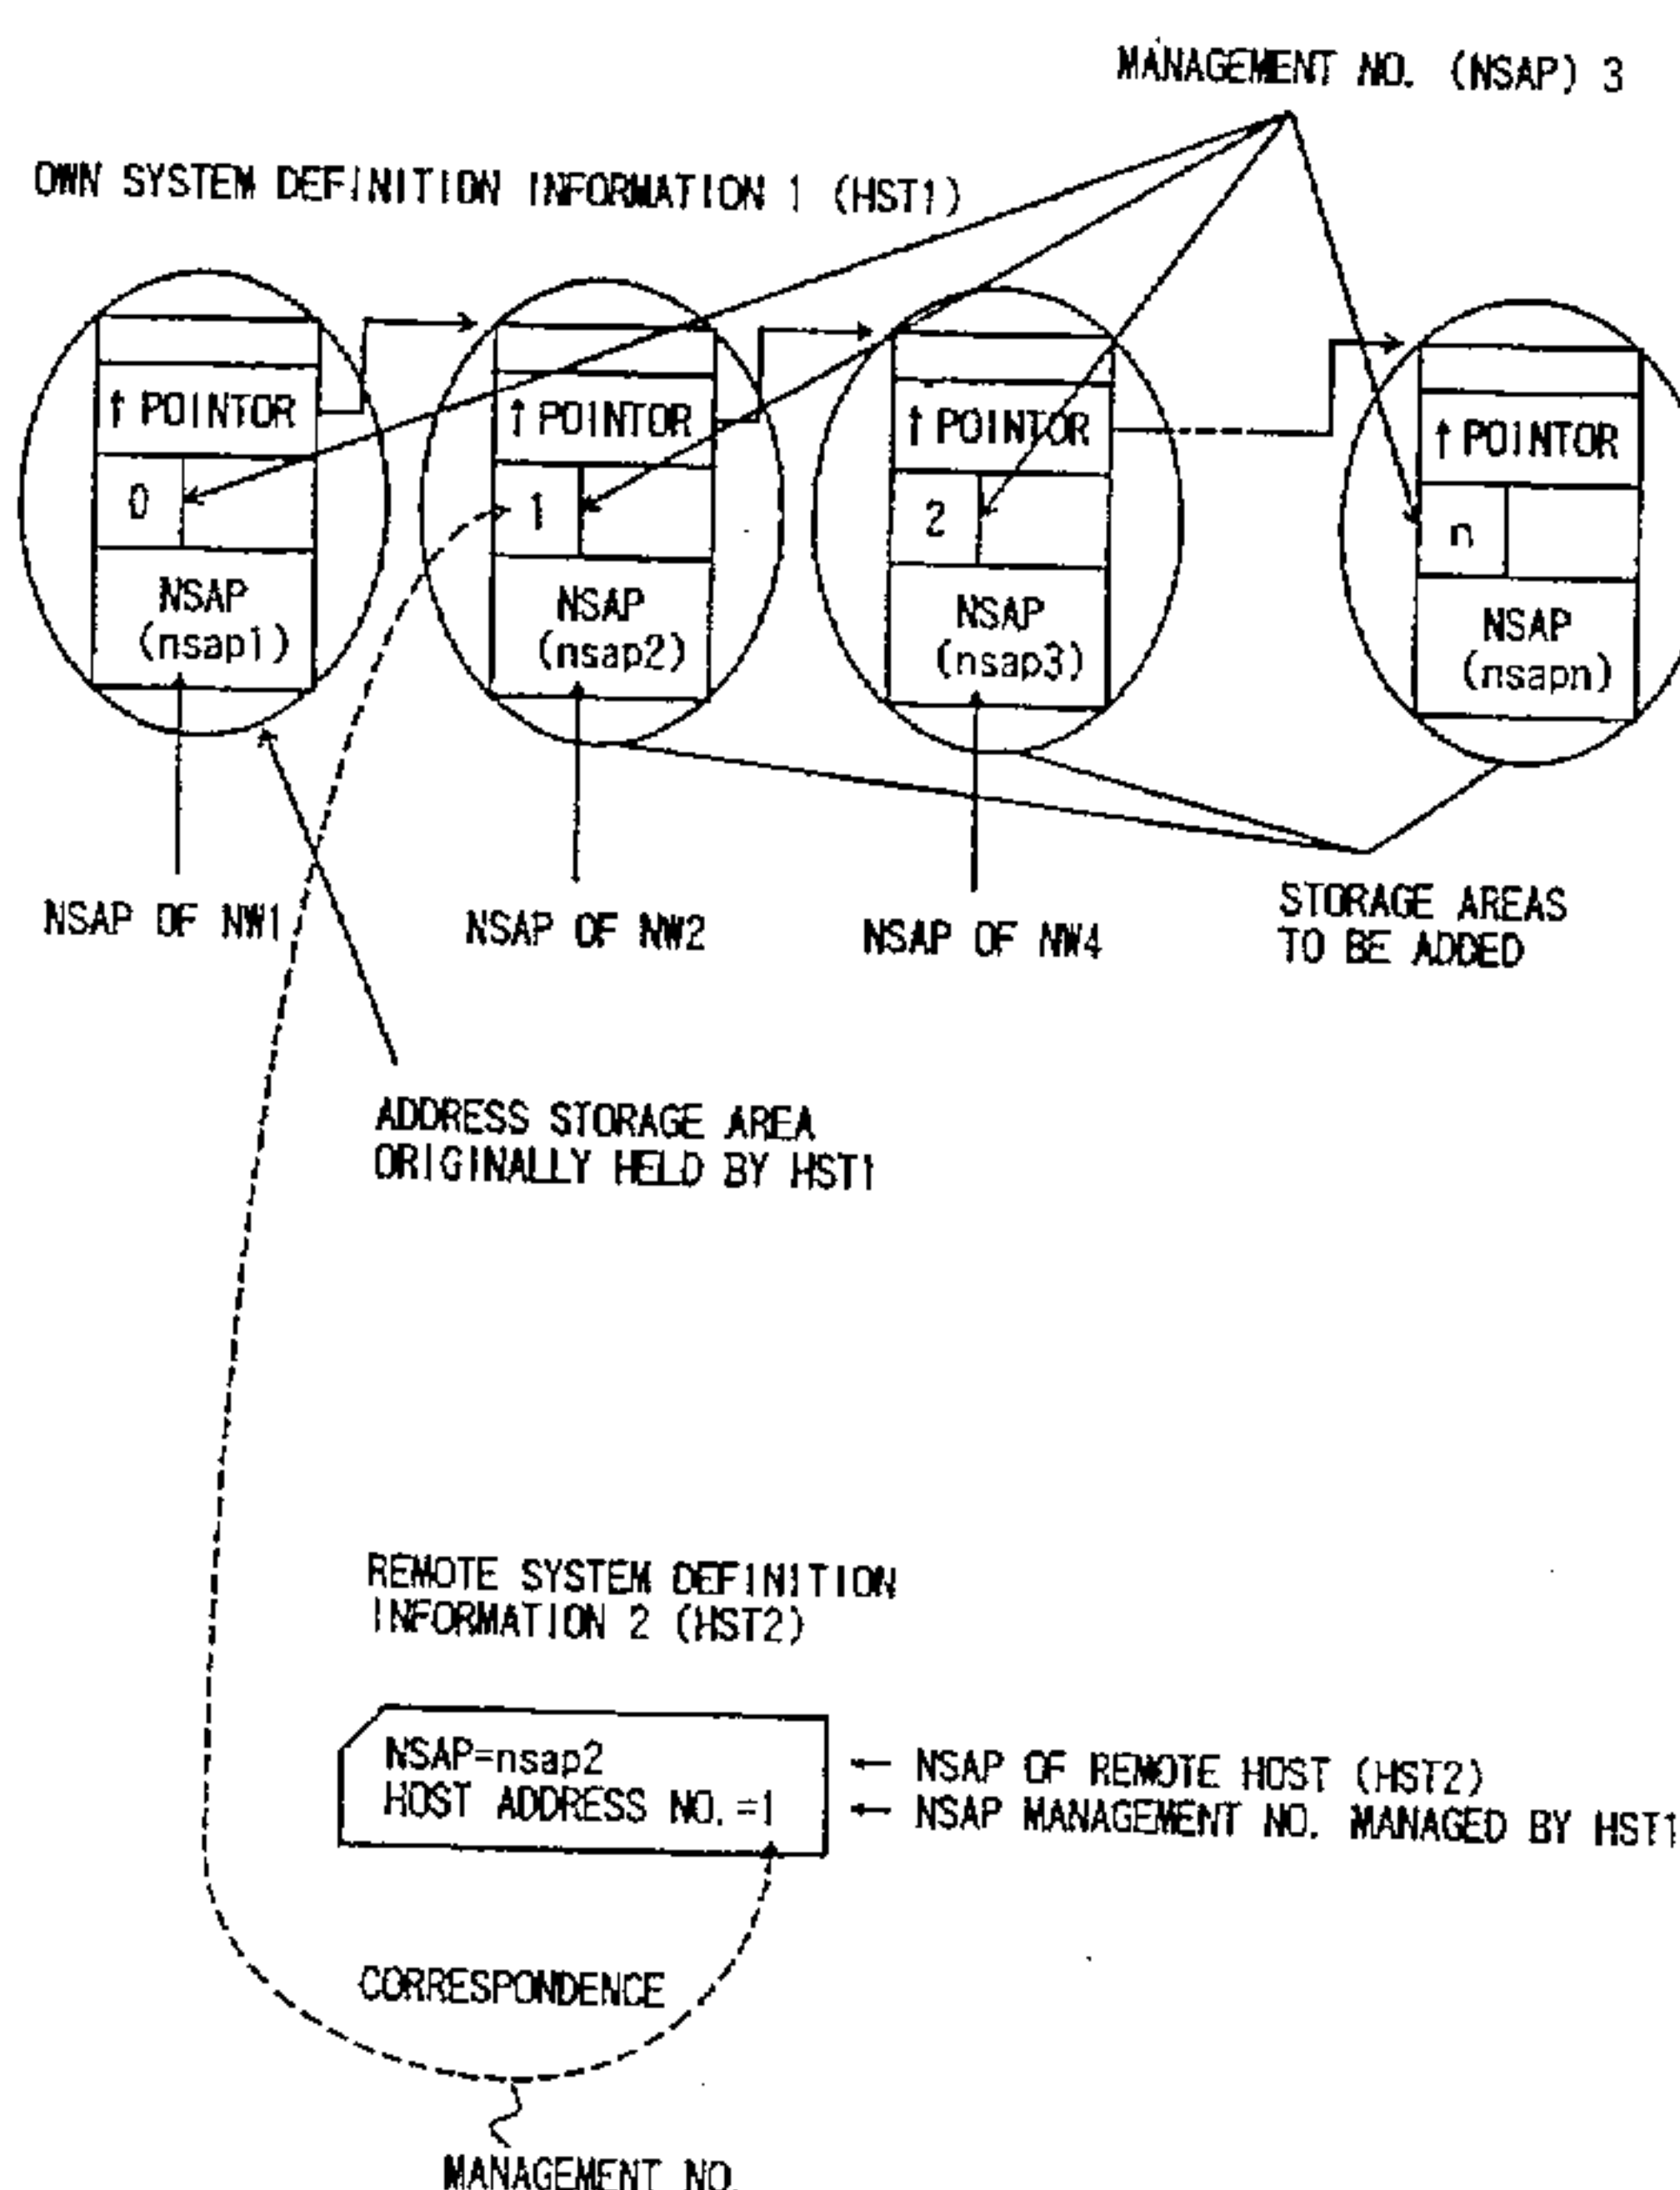 MANAGEMENT NO. (NSAP) 3
OWN SYSTEM DEFINITION INFORMATION 1 (HST1)
↑ POINTOR
0
NSAP
(nsap1)
↑ POINTOR
1
NSAP
(nsap2)
↑ POINTOR
2
NSAP
(nsap3)
↑ POINTOR
n
NSAP
(nsapn)
NSAP OF NW1
NSAP OF NW2
NSAP OF NW4
STORAGE AREAS
TO BE ADDED
ADDRESS STORAGE AREA
ORIGINALLY HELD BY HST1
REMOTE SYSTEM DEFINITION
INFORMATION 2 (HST2)
NSAP=nsap2
HOST ADDRESS NO.=1
← NSAP OF REMOTE HOST (HST2)
← NSAP MANAGEMENT NO. MANAGED BY HST1
CORRESPONDENCE
MANAGEMENT NO.